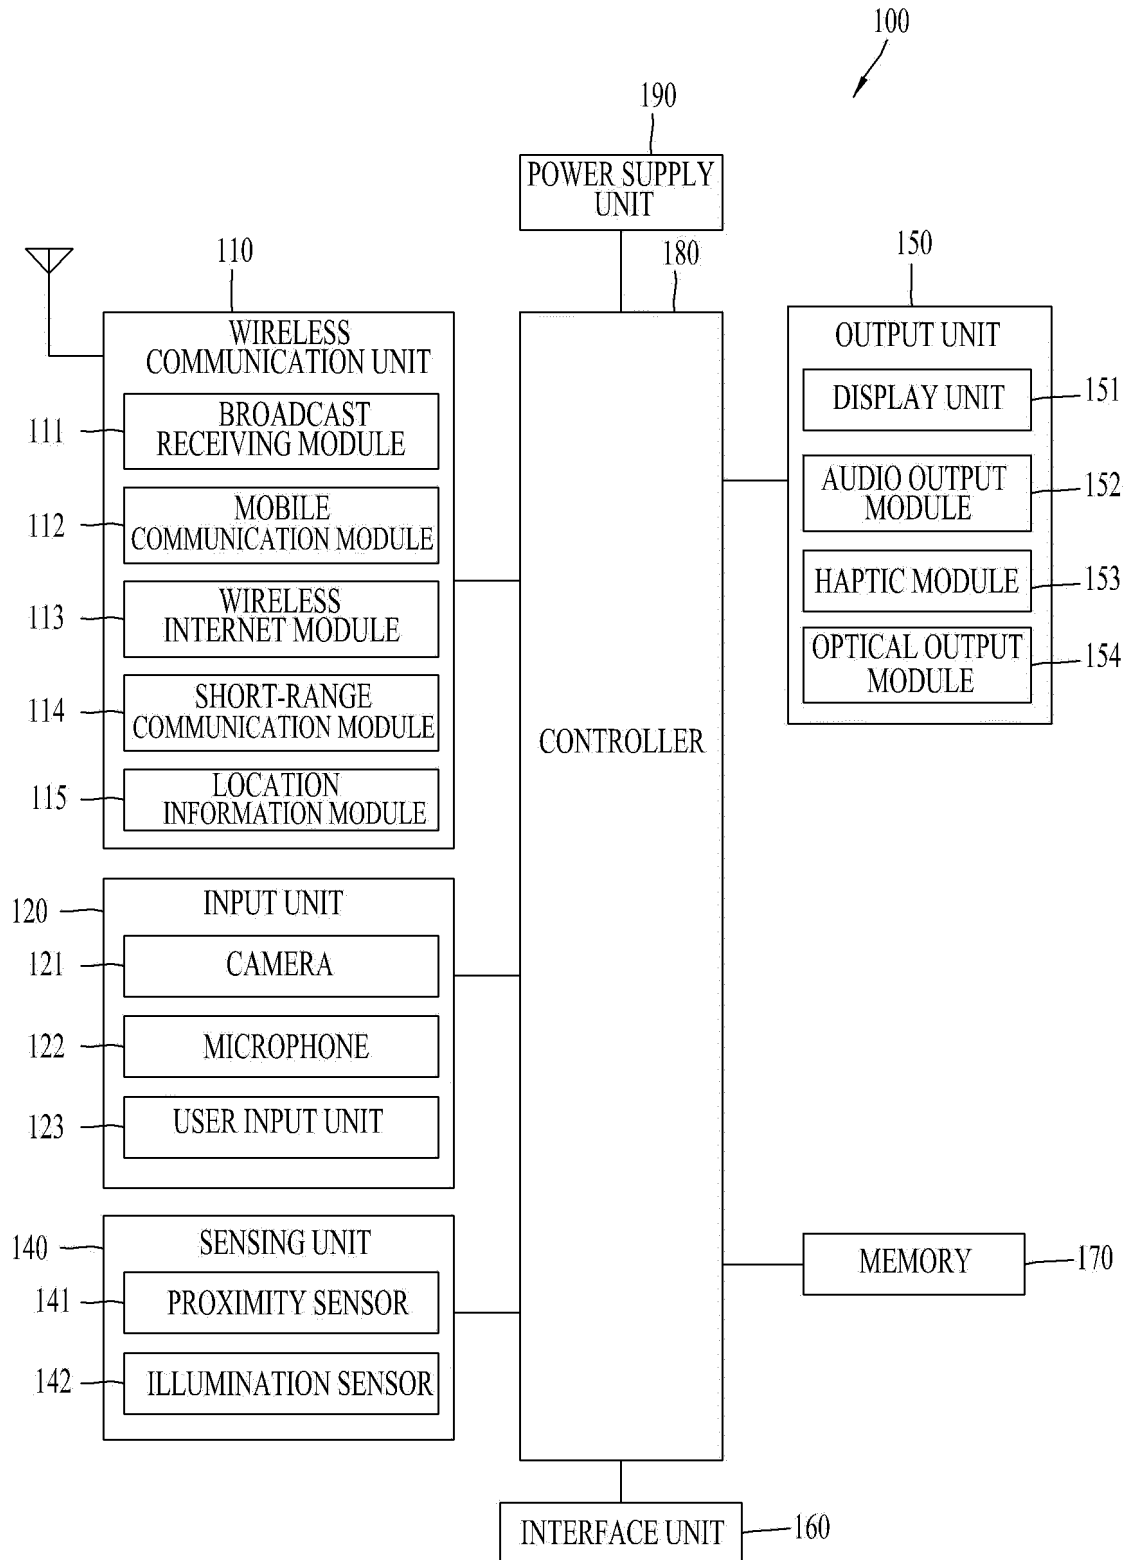 100
190
POWER SUPPLY
UNIT
110
180
150
WIRELESS
COMMUNICATION UNIT
111
BROADCAST
RECEIVING MODULE
112
MOBILE
COMMUNICATION MODULE
113
WIRELESS
INTERNET MODULE
114
SHORT-RANGE
COMMUNICATION MODULE
115
LOCATION
INFORMATION MODULE
120
INPUT UNIT
121
CAMERA
122
MICROPHONE
123
USER INPUT UNIT
140
SENSING UNIT
141
PROXIMITY SENSOR
142
ILLUMINATION SENSOR
CONTROLLER
OUTPUT UNIT
DISPLAY UNIT
151
AUDIO OUTPUT
MODULE
152
HAPTIC MODULE
153
OPTICAL OUTPUT
MODULE
154
MEMORY
170
INTERFACE UNIT
160